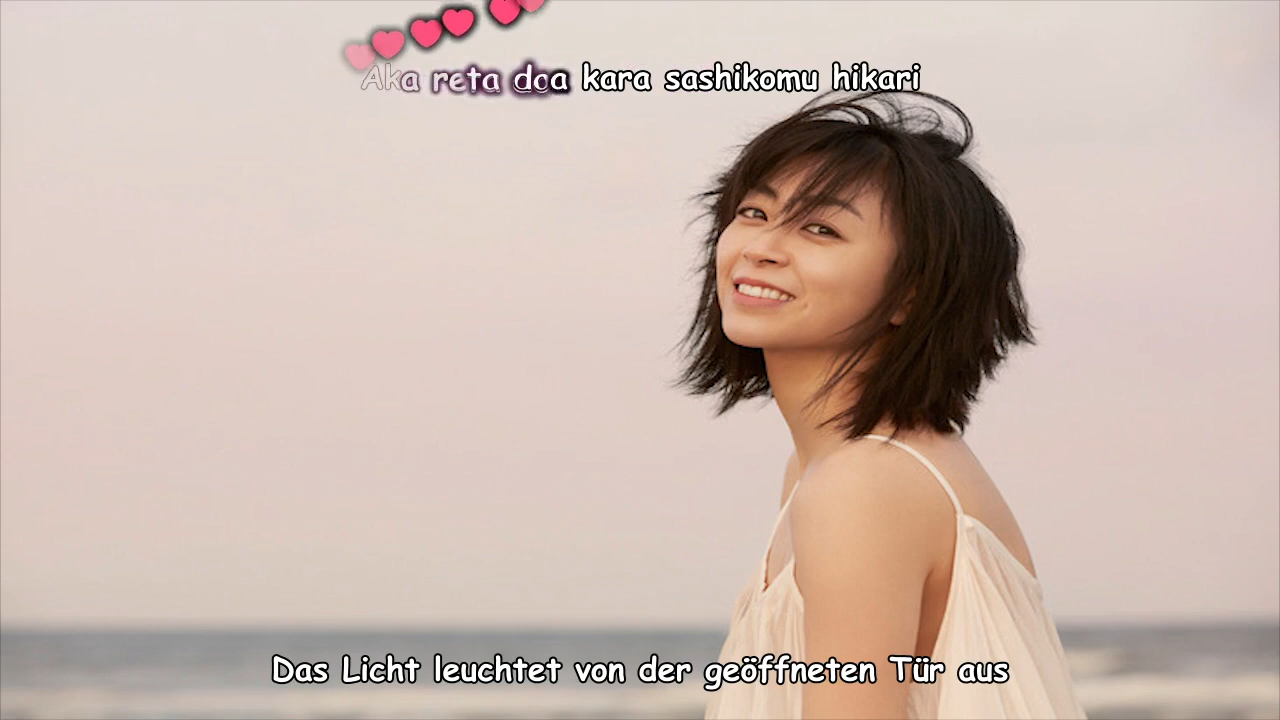 Aka reta doa kara sashikomu hikari
Das Licht leuchtet von der geöffneten Tür aus